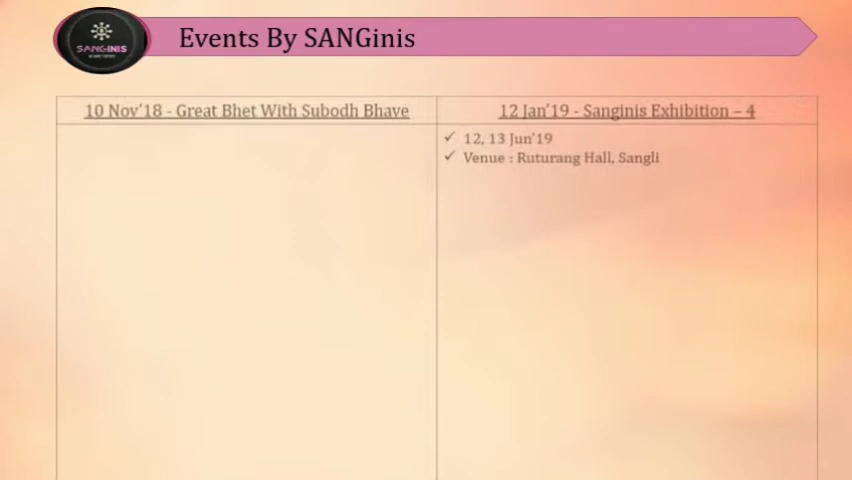 SANGINIS
Events By SANGinis
10 Nov'18 - Great Bhet With Subodh Bhave
12 Jan'19 - Sanginis Exhibition – 4
✓ 12, 13 Jun'19
✓ Venue : Ruturang Hall, Sangli